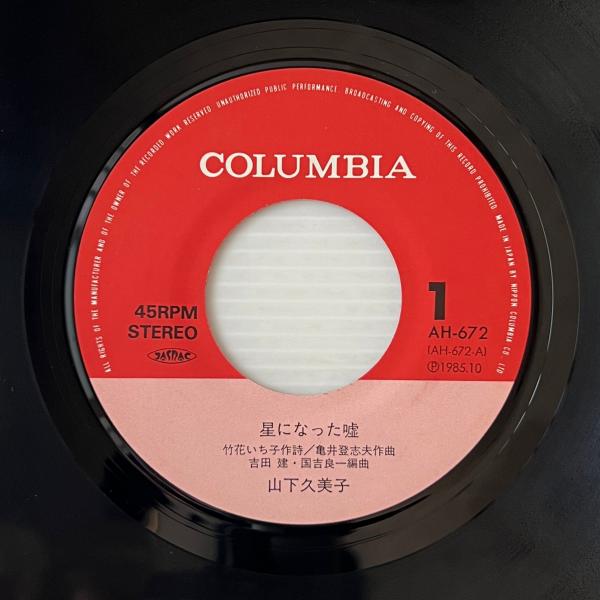 ALL RIGHTS OF THE MANUFACTURER AND OF THE OWNER OF THE RECORDED WORK RESERVED. UNAUTHORIZED PUBLIC PERFORMANCE. BROADCASTING AND COPYING OF THIS RECORD PROHIBITED. MADE IN JAPAN BY NIPPON COLUMBIA CO. LTD
COLUMBIA
45RPM
STEREO
JASRAC
1
AH-672
(AH-672-A)
Ⓟ1985.10
星になった嘘
竹花いち子作詩/亀井登志夫作曲
吉田 建・国吉良一編曲
山下久美子